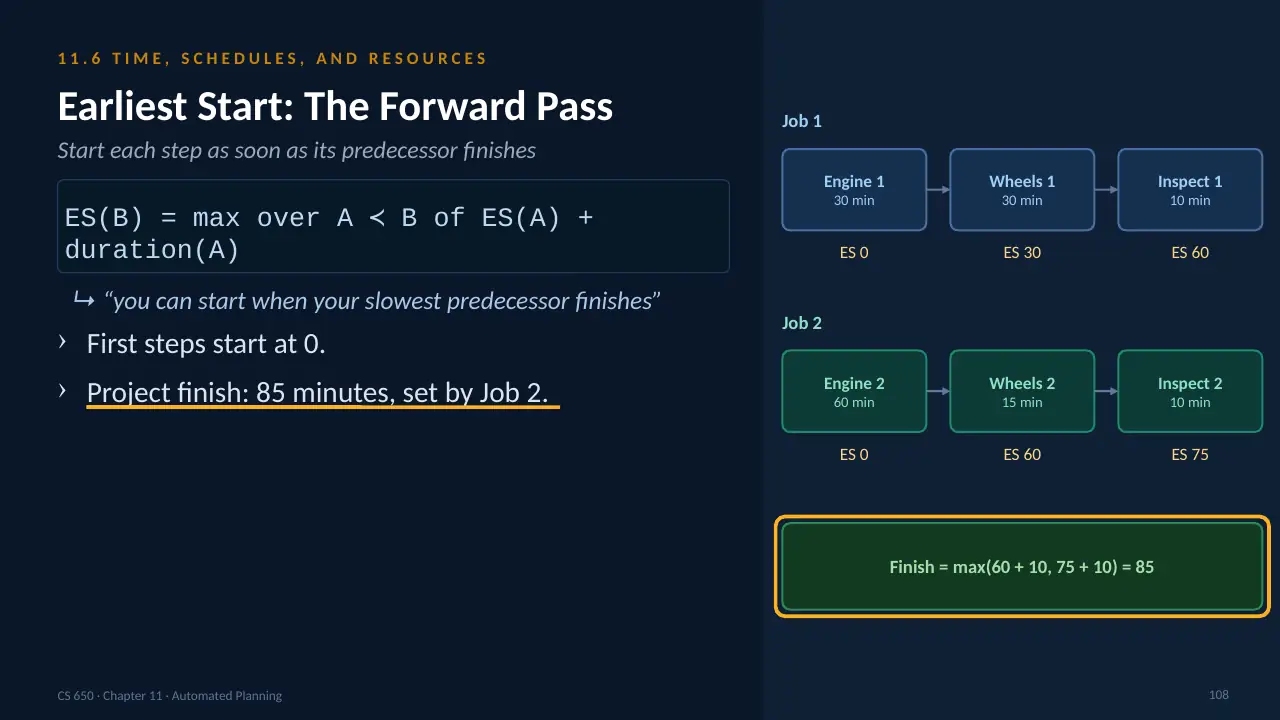 11.6 TIME, SCHEDULES, AND RESOURCES
Earliest Start: The Forward Pass
Start each step as soon as its predecessor finishes
ES(B) = max over A ≺ B of ES(A) +
duration(A)
↪ “you can start when your slowest predecessor finishes”
› First steps start at 0.
› Project finish: 85 minutes, set by Job 2.
Job 1
Engine 1
30 min
Wheels 1
30 min
Inspect 1
10 min
ES 0
ES 30
ES 60
Job 2
Engine 2
60 min
Wheels 2
15 min
Inspect 2
10 min
ES 0
ES 60
ES 75
Finish = max(60 + 10, 75 + 10) = 85
CS 650 · Chapter 11 · Automated Planning
108